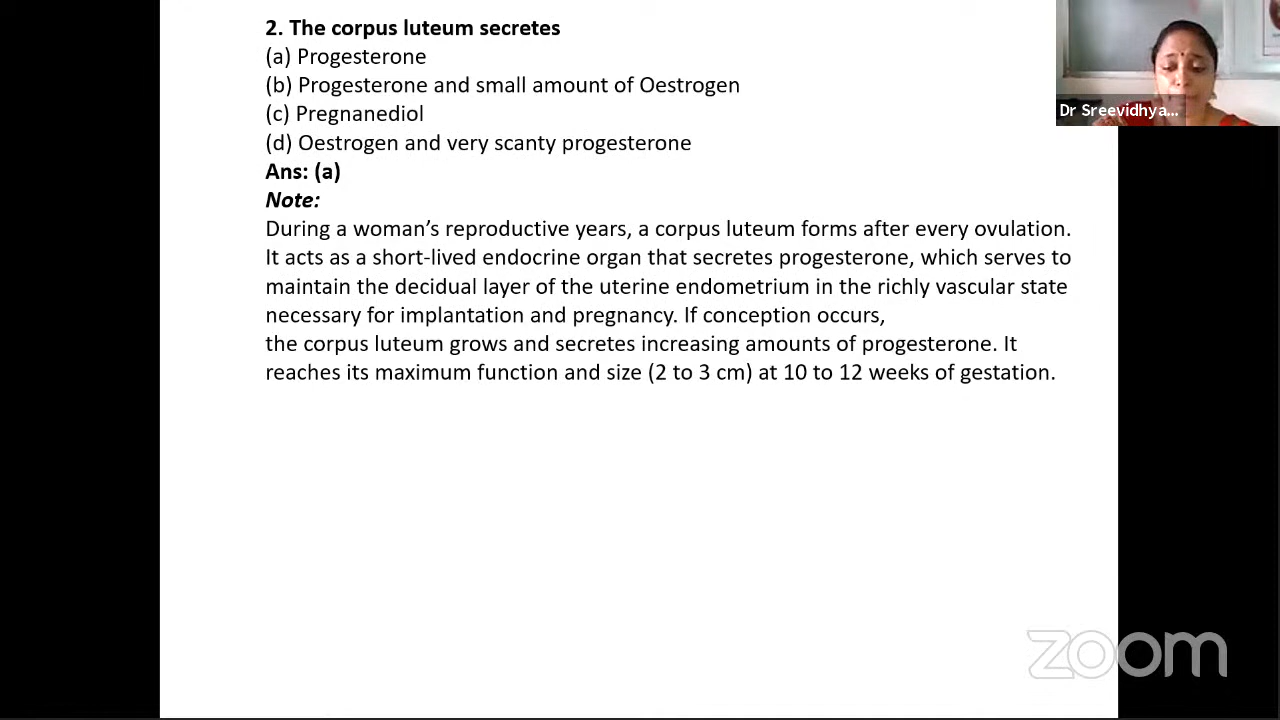 2. The corpus luteum secretes
(a) Progesterone
(b) Progesterone and small amount of Oestrogen
(c) Pregnanediol
(d) Oestrogen and very scanty progesterone
Ans: (a)
Note:
During a woman’s reproductive years, a corpus luteum forms after every ovulation.
It acts as a short-lived endocrine organ that secretes progesterone, which serves to
maintain the decidual layer of the uterine endometrium in the richly vascular state
necessary for implantation and pregnancy. If conception occurs,
the corpus luteum grows and secretes increasing amounts of progesterone. It
reaches its maximum function and size (2 to 3 cm) at 10 to 12 weeks of gestation.
Dr Sreevidhya...
zoom